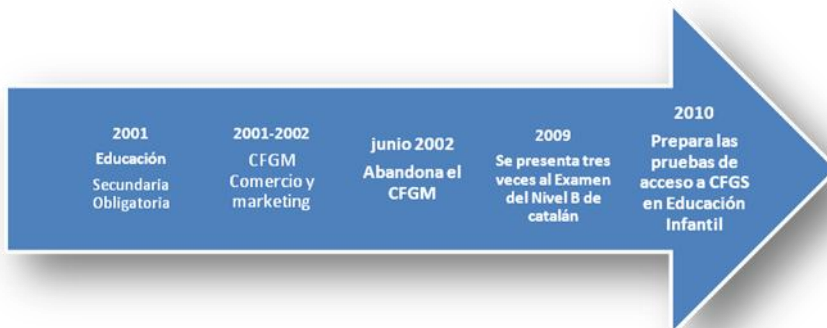 2001
Educación
Secundaria
Obligatoria
2001-2002
CFGM
Comercio y
marketing
junio 2002
Abandona el
CFGM
2009
Se presenta tres
veces al Examen
del Nivel B de
catalán
2010
Prepara las
pruebas de
acceso a CFGS
en Educación
Infantil